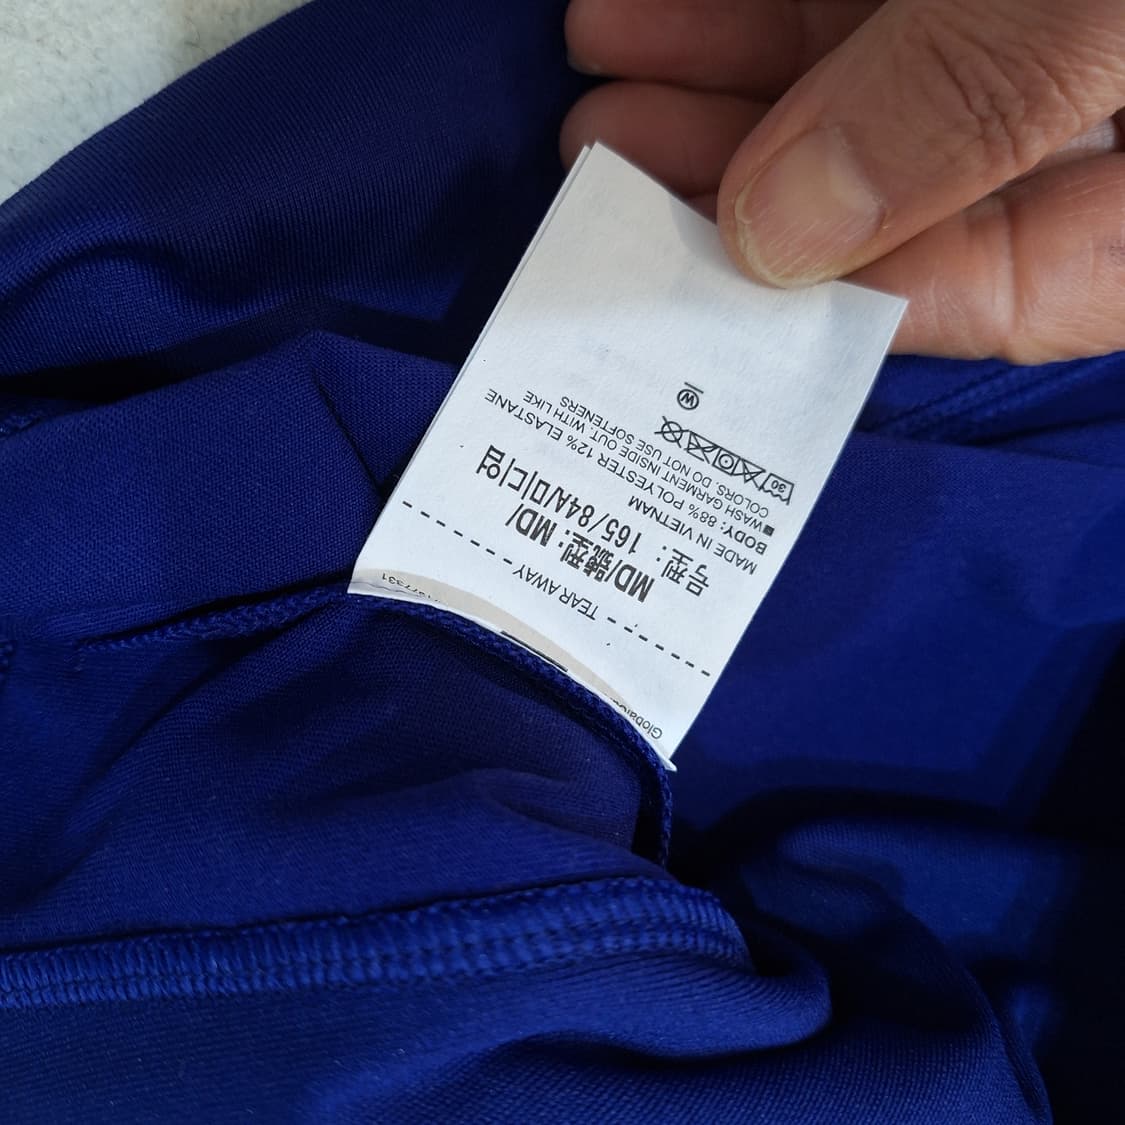 TEAR AWAY
MD/號型: MD/
号型: 165/84A/미디엄
MADE IN VIETNAM
BODY: 88% POLYESTER 12% ELASTANE
■WASH GARMENT INSIDE OUT. WITH LIKE
COLORS. DO NOT USE SOFTENERS
30
W